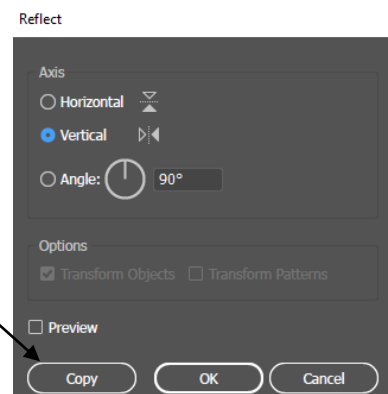 Reflect
Axis
Horizontal
Vertical
Angle: 90°
Options
Transform Objects Transform Patterns
Preview
Copy OK Cancel